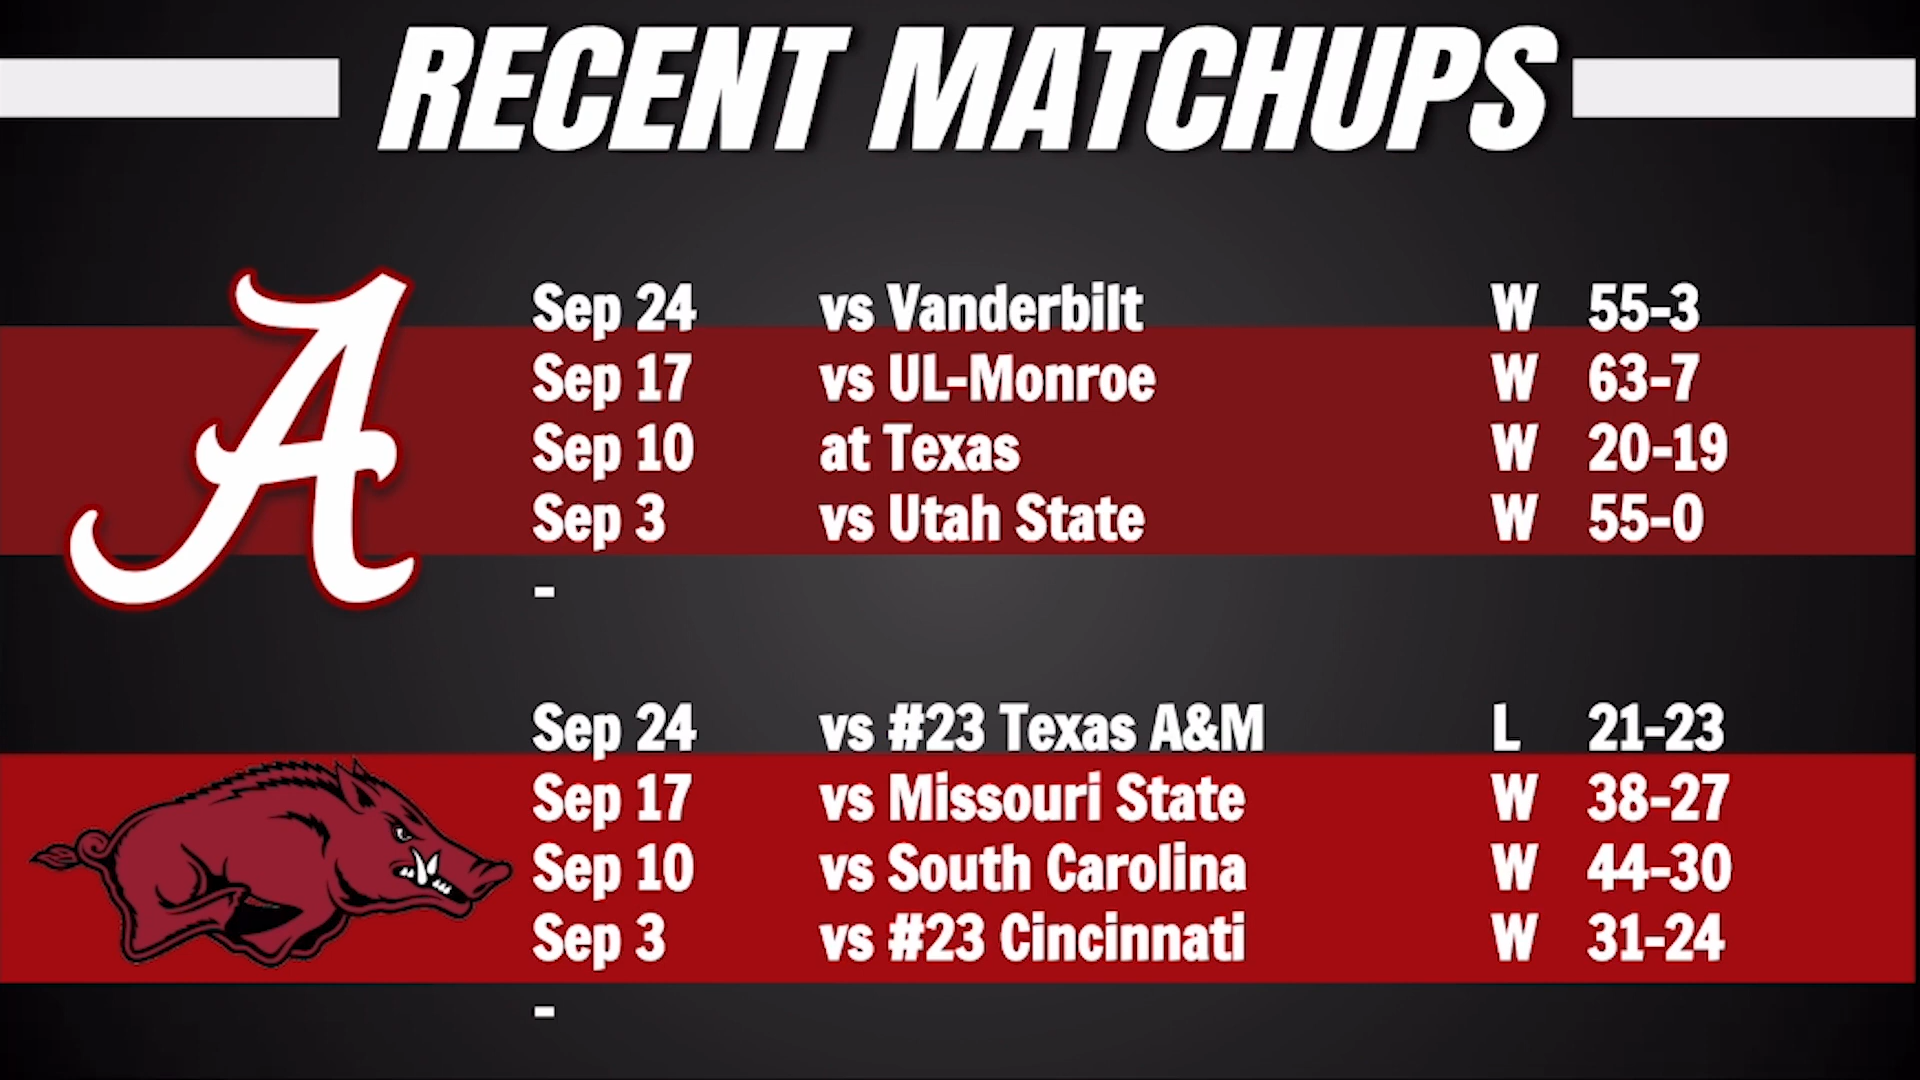 RECENT MATCHUPS
A
Sep 24 vs Vanderbilt W 55-3
Sep 17 vs UL-Monroe W 63-7
Sep 10 at Texas W 20-19
Sep 3 vs Utah State W 55-0
-
Sep 24 vs #23 Texas A&M L 21-23
Sep 17 vs Missouri State W 38-27
Sep 10 vs South Carolina W 44-30
Sep 3 vs #23 Cincinnati W 31-24
-